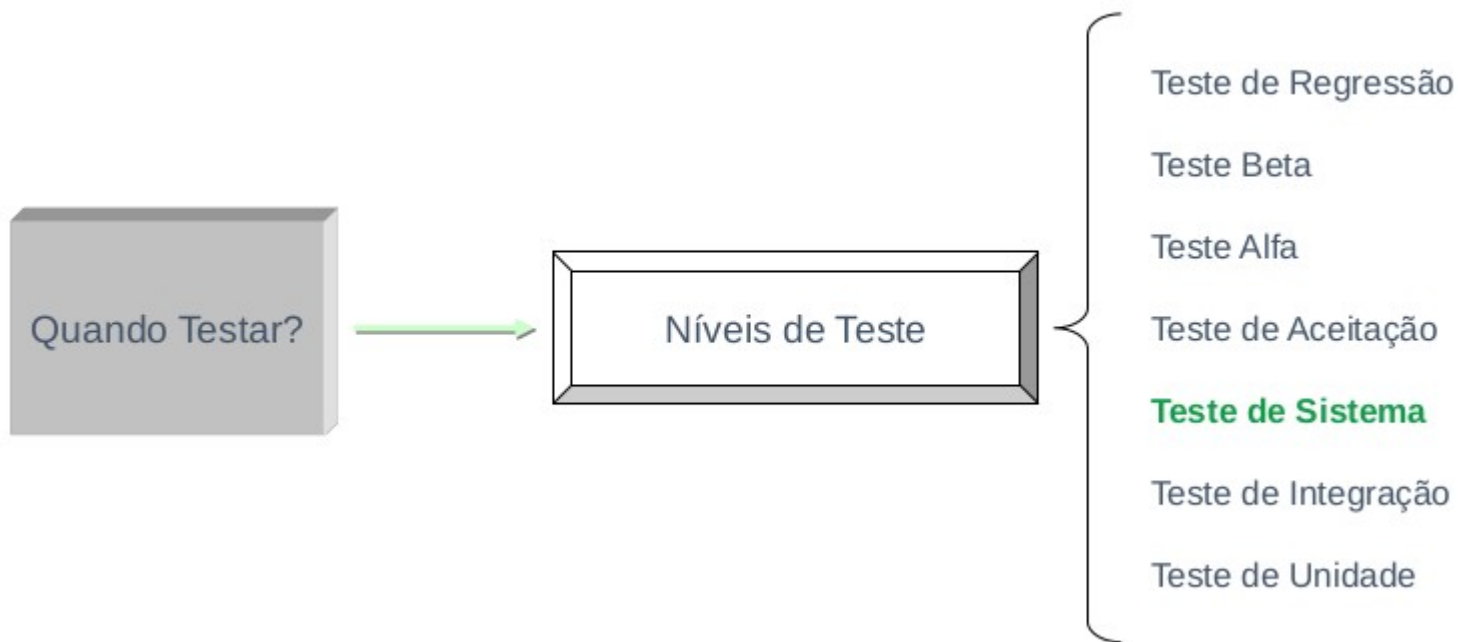 Quando Testar?
Níveis de Teste
Teste de Regressão
Teste Beta
Teste Alfa
Teste de Aceitação
Teste de Sistema
Teste de Integração
Teste de Unidade